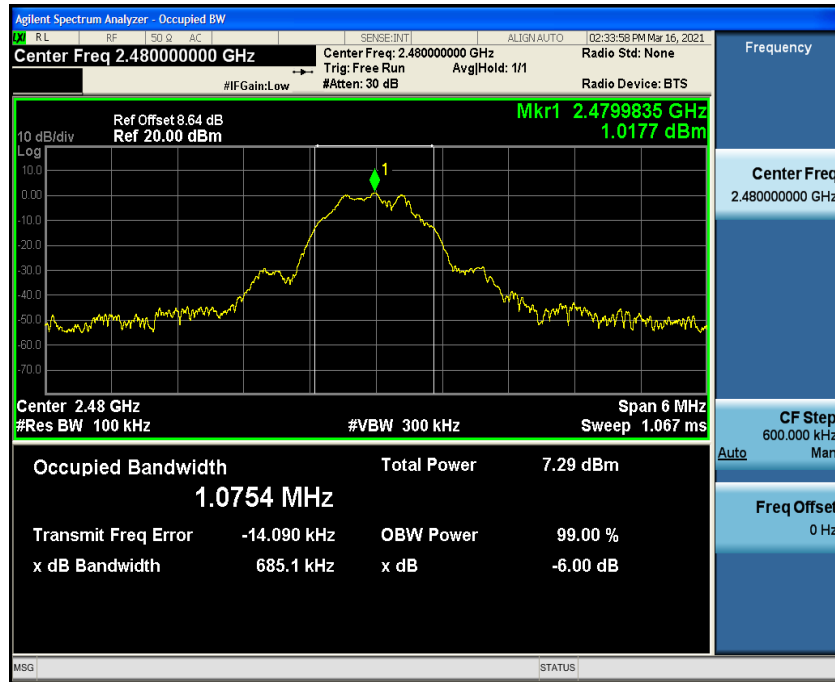 Agilent Spectrum Analyzer - Occupied BW
LXI RL RF 50 Ω AC SENSE:INT ALIGN AUTO 02:33:58 PM Mar 16, 2021
Center Freq 2.480000000 GHz
Center Freq: 2.480000000 GHz
Radio Std: None
Trig: Free Run Avg|Hold: 1/1
#IFGain:Low #Atten: 30 dB Radio Device: BTS
Frequency
Ref Offset 8.64 dB
10 dB/div Ref 20.00 dBm
Mkr1 2.4799835 GHz
1.0177 dBm
Log
10.0
0.00
-10.0
-20.0
-30.0
-40.0
-50.0
-60.0
-70.0
1
Center 2.48 GHz Span 6 MHz
#Res BW 100 kHz #VBW 300 kHz Sweep 1.067 ms
Occupied Bandwidth Total Power 7.29 dBm
1.0754 MHz
Transmit Freq Error -14.090 kHz OBW Power 99.00 %
x dB Bandwidth 685.1 kHz x dB -6.00 dB
Center Freq
2.480000000 GHz
CF Step
600.000 kHz
Auto Man
Freq Offset
0 Hz
MSG STATUS